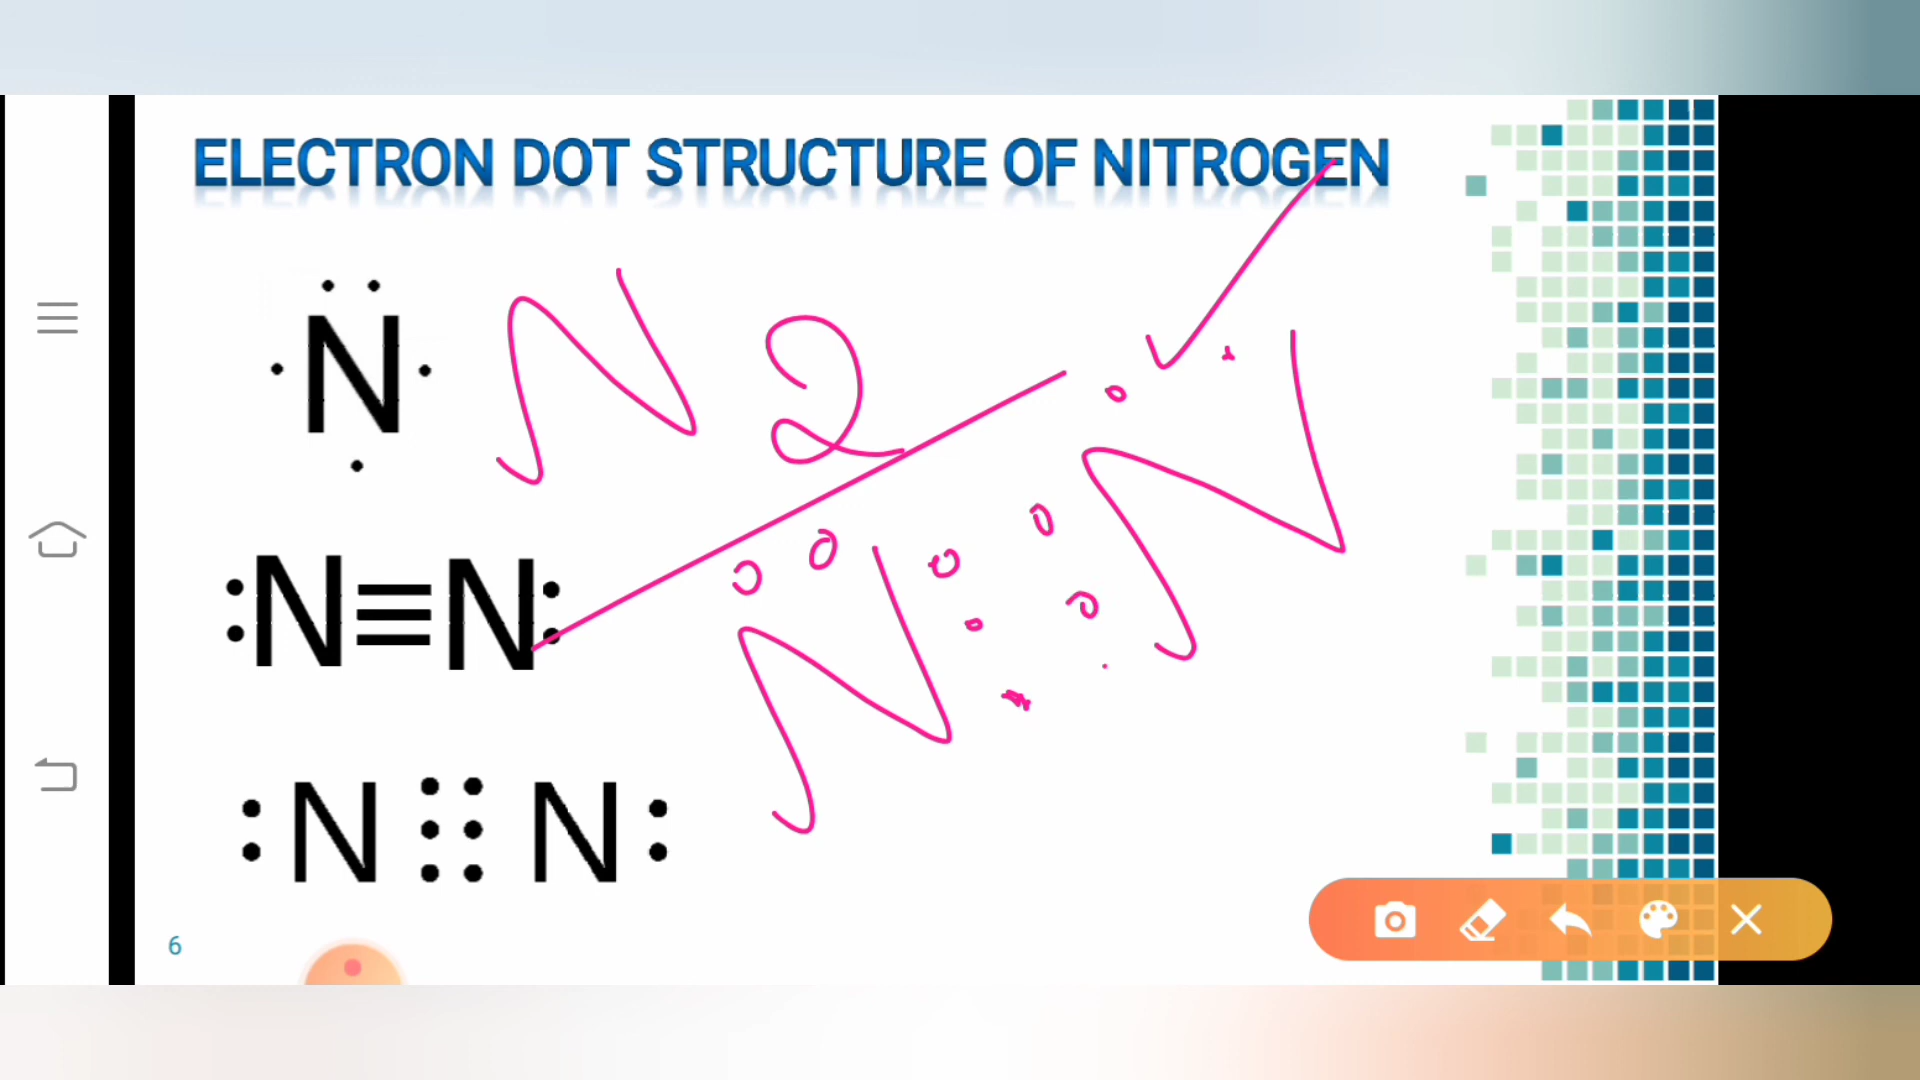 ELECTRON DOT STRUCTURE OF NITROGEN
N N2
N≡N
N N
N N
6